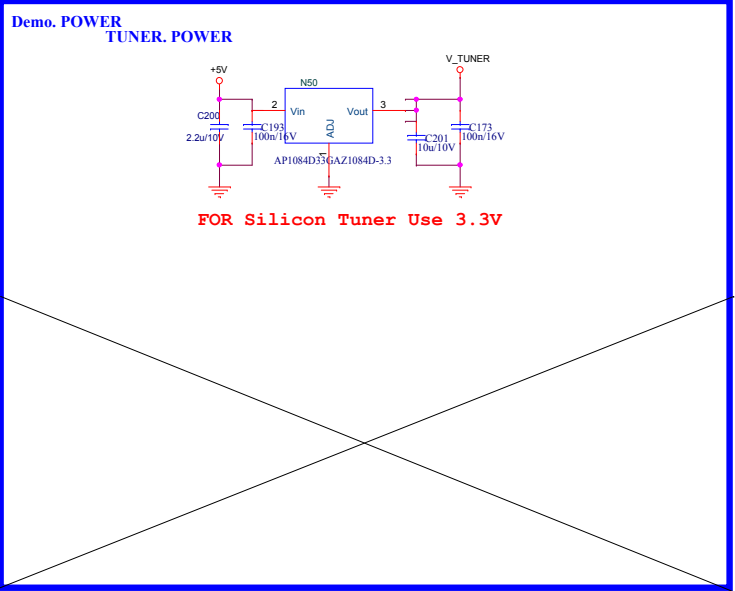 Demo. POWER
TUNER. POWER
+5V
N50
V_TUNER
C200
2.2u/10V
C193
100n/16V
2
Vin
Vout
3
ADJ
1
AP1084D33GAZ1084D-3.3
C201
10u/10V
C173
100n/16V
FOR Silicon Tuner Use 3.3V